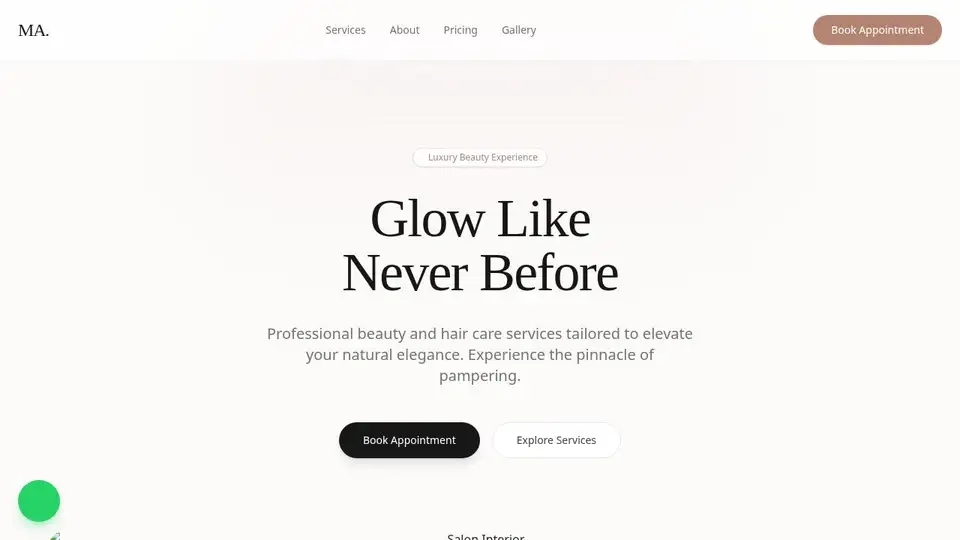 MA.
Services
About
Pricing
Gallery
Book Appointment
Luxury Beauty Experience
Glow Like
Never Before
Professional beauty and hair care services tailored to elevate
your natural elegance. Experience the pinnacle of
pampering.
Book Appointment
Explore Services
Salon Interior